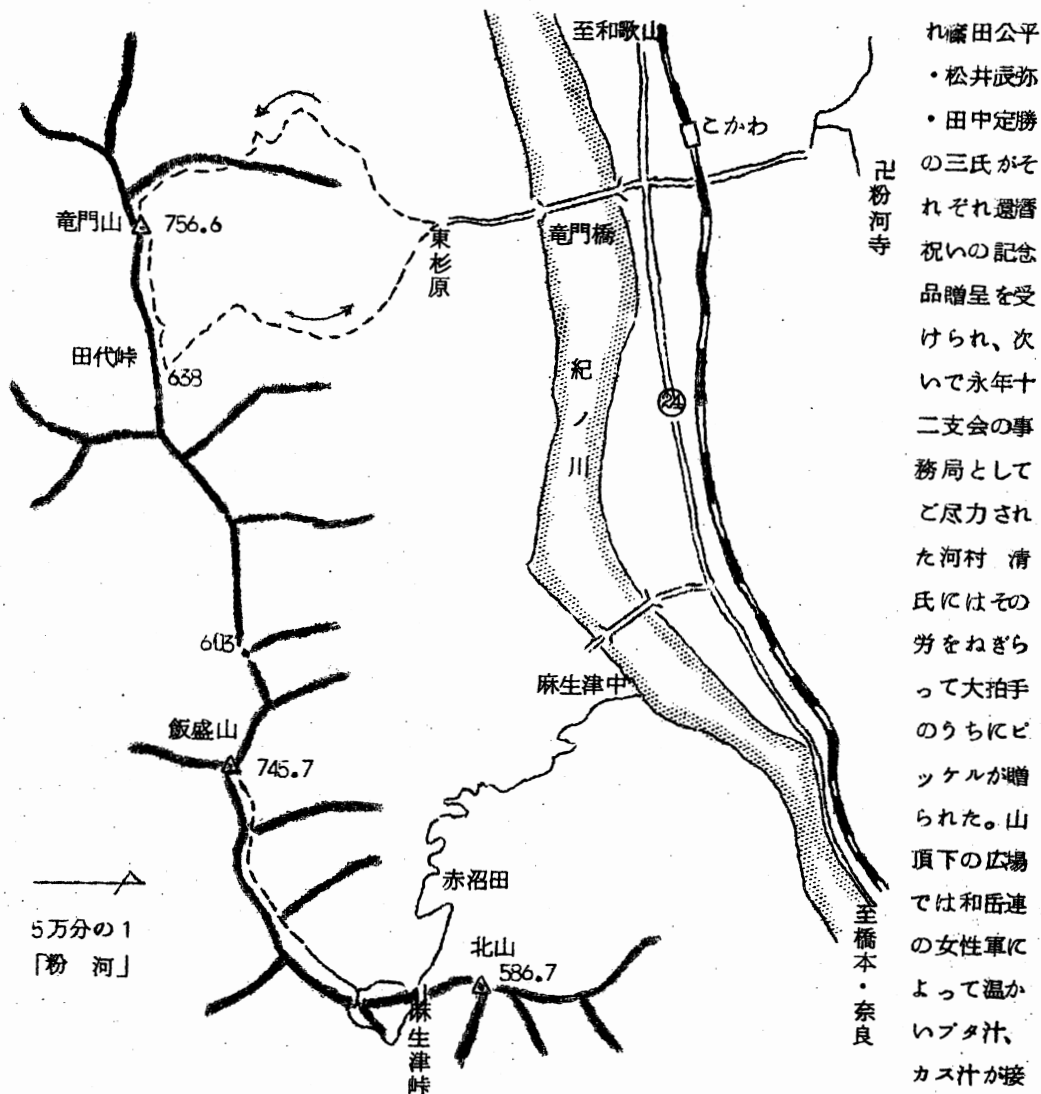 至和歌山
こかわ
卍粉河寺
竜門橋
東杉原
竜門山 756.6
田代峠
638
紀ノ川
24
603
麻生津中
飯盛山
745.7
赤沼田
北山
586.7
麻生津峠
至橋本・奈良
5万分の1
「粉 河」
れ 田公平
・松井辰弥
・田中定勝
の三氏がそ
れぞれ還暦
祝いの記念
品贈呈を受
けられ、次
いで永年十
二支会の事
務局として
ご尽力され
た河村 清
氏にはその
労をねぎら
って大拍手
のうちにピ
ッケルが贈
られた。山
頂下の広場
では和岳連
の女性軍に
よって温か
いブタ汁、
カス汁が接